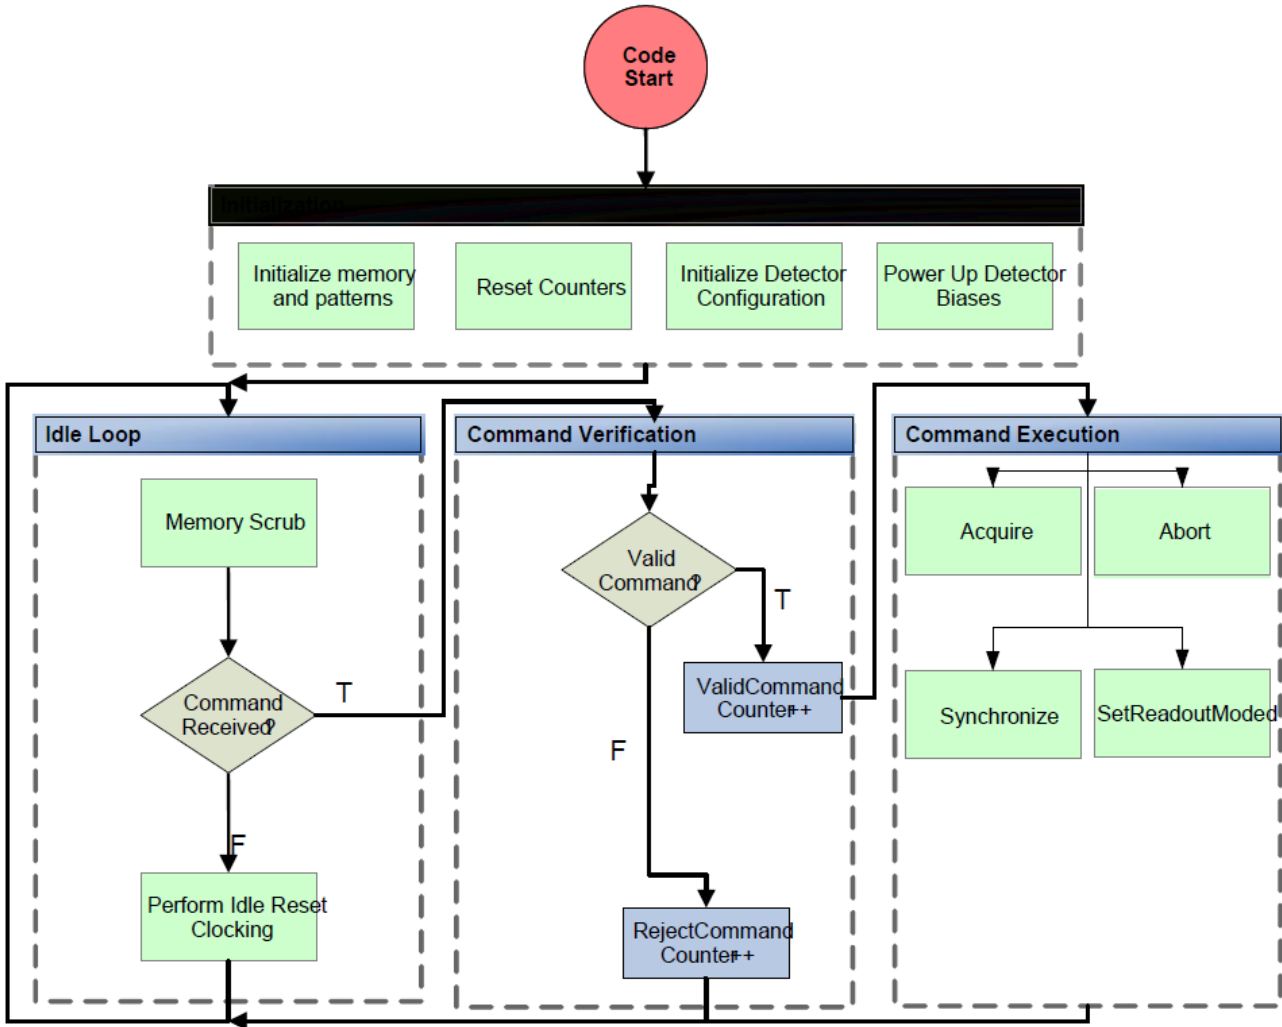 Code
Start
Initialization
Initialize memory
and patterns
Reset Counters
Initialize Detector
Configuration
Power Up Detector
Biases
Idle Loop
Command Verification
Command Execution
Memory Scrub
Valid
Command?
T
Acquire
Abort
Command
Received?
T
ValidCommand
Counter++
F
Synchronize
SetReadoutModed
F
Perform Idle Reset
Clocking
RejectCommand
Counter++